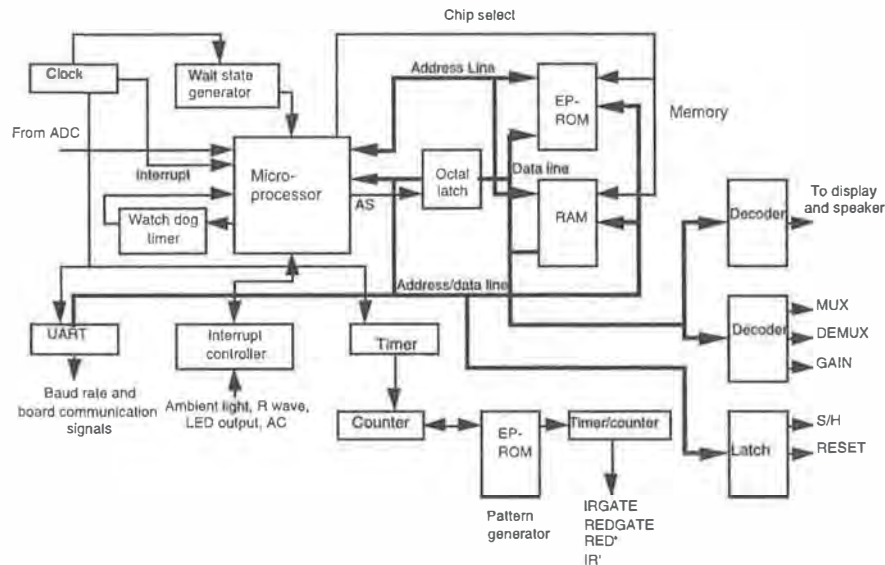 Chip select
Clock
Wait state
generator
Address Line
EP-
ROM
Memory
From ADC
Interrupt
Micro-
processor
AS
Octal
latch
Data line
RAM
Watch dog
timer
Decoder
To display
and speaker
Address/data line
UART
Interrupt
controller
Timer
Decoder
MUX
DEMUX
GAIN
Baud rate and
board communication
signals
Ambient light, R wave,
LED output, AC
Counter
EP-
ROM
Timer/counter
Latch
S/H
RESET
Pattern
generator
IRGATE
REDGATE
RED*
IR'